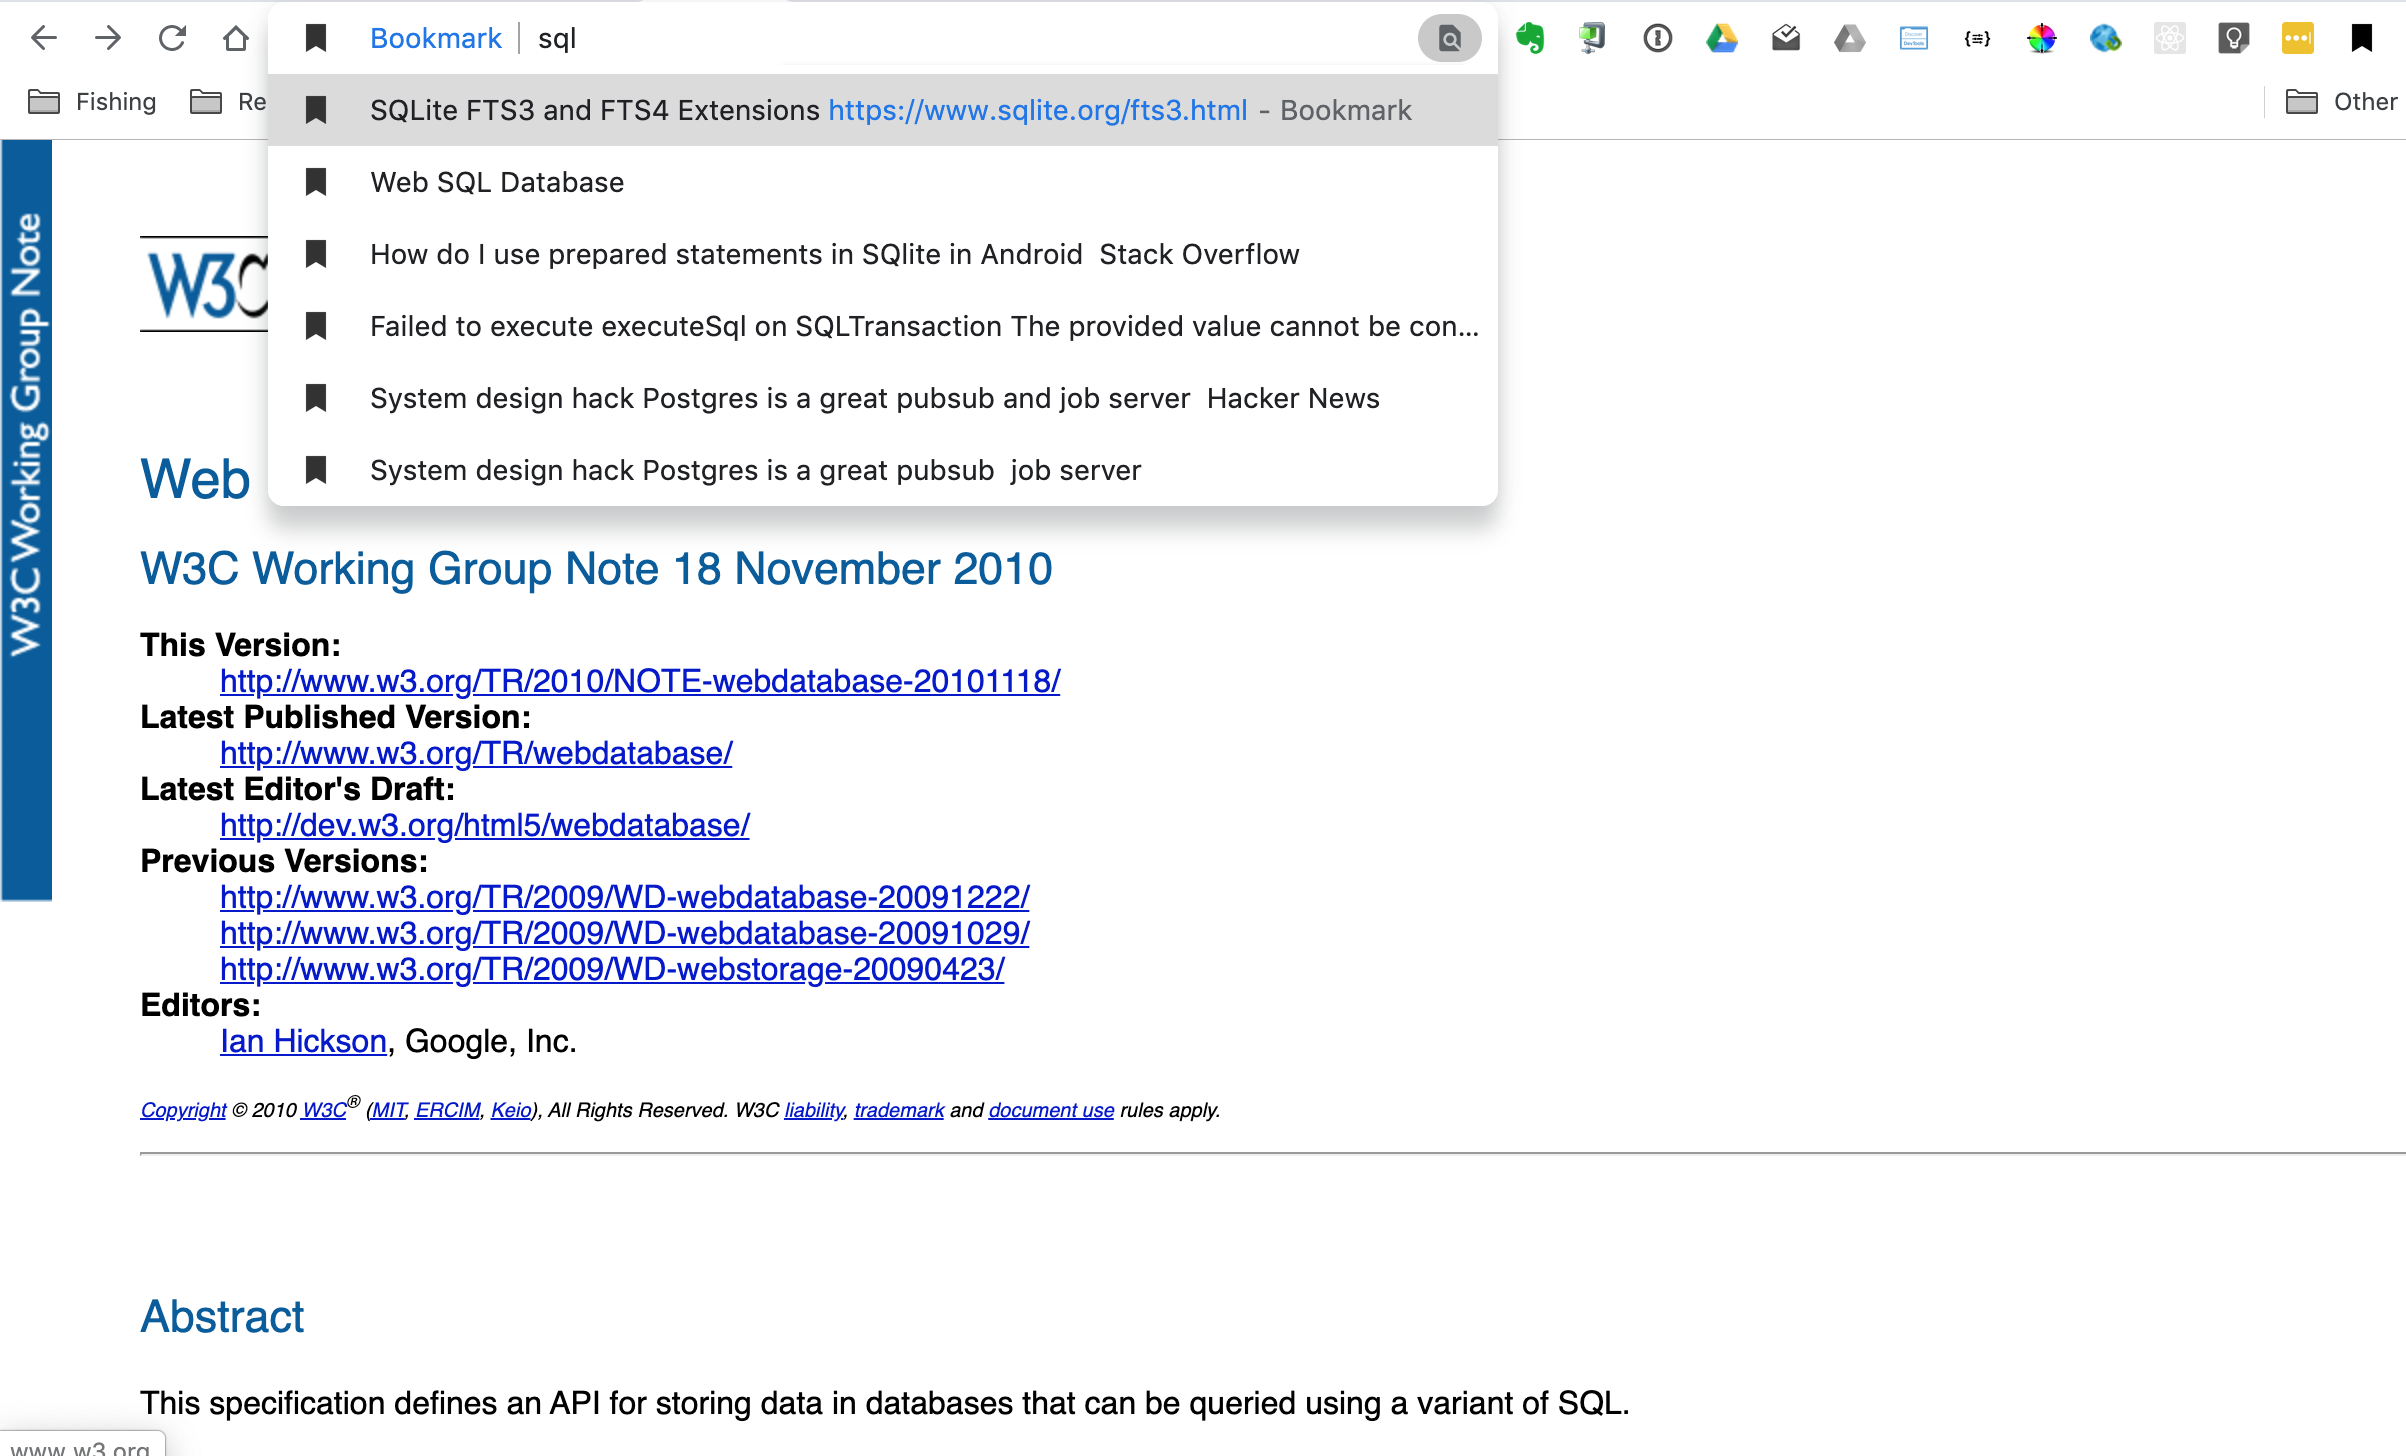 Bookmark | sql
Fishing
Re
Other
SQLite FTS3 and FTS4 Extensions https://www.sqlite.org/fts3.html - Bookmark
Web SQL Database
How do I use prepared statements in SQlite in Android  Stack Overflow
Failed to execute executeSql on SQLTransaction The provided value cannot be con...
System design hack Postgres is a great pubsub and job server  Hacker News
System design hack Postgres is a great pubsub  job server
W3C Working Group Note
W3C
Web
W3C Working Group Note 18 November 2010
This Version:
http://www.w3.org/TR/2010/NOTE-webdatabase-20101118/
Latest Published Version:
http://www.w3.org/TR/webdatabase/
Latest Editor's Draft:
http://dev.w3.org/html5/webdatabase/
Previous Versions:
http://www.w3.org/TR/2009/WD-webdatabase-20091222/
http://www.w3.org/TR/2009/WD-webdatabase-20091029/
http://www.w3.org/TR/2009/WD-webstorage-20090423/
Editors:
Ian Hickson, Google, Inc.
Copyright © 2010 W3C® (MIT, ERCIM, Keio), All Rights Reserved. W3C liability, trademark and document use rules apply.
Abstract
This specification defines an API for storing data in databases that can be queried using a variant of SQL.
www.w3.org